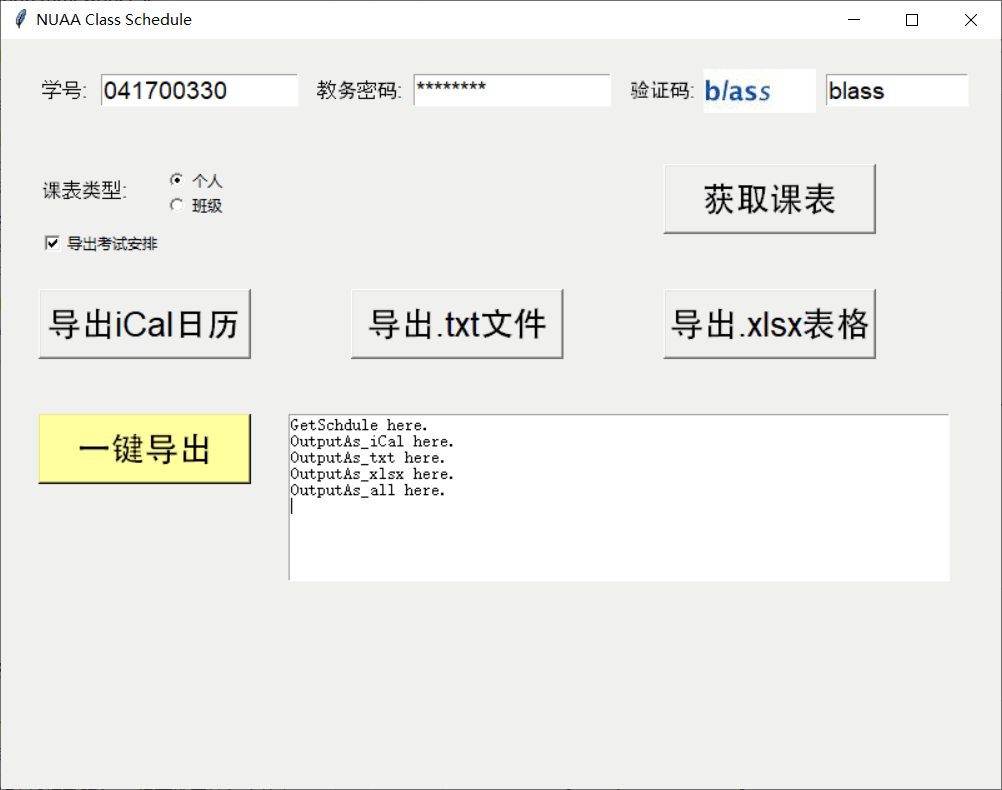 NUAA Class Schedule
学号: 041700330 教务密码: ******** 验证码: blass blass
课表类型: 个人
班级
获取课表
导出考试安排
导出iCal日历 导出.txt文件 导出.xlsx表格
一键导出
GetSchdule here.
OutputAs_iCal here.
OutputAs_txt here.
OutputAs_xlsx here.
OutputAs_all here.